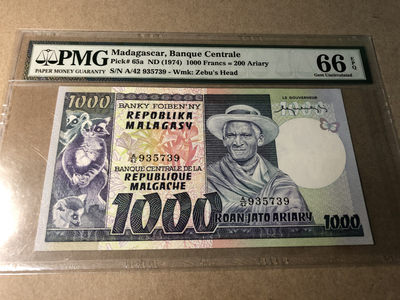 PMG
PAPER MONEY GUARANTY
Madagascar, Banque Centrale
Pick# 65a ND (1974) 1000 Francs = 200 Ariary
S/N A/42 935739 - Wmk: Zebu's Head
66 EPQ
Gem Uncirculated
1000
BANKY FOIBEN'NY
REPOBLIKA
MALAGASY
LE GOUVERNEUR
935739
BANQUE CENTRALE DE LA
REPUBLIQUE
MALGACHE
1000
935739
ROAN-JATO ARIARY
1000